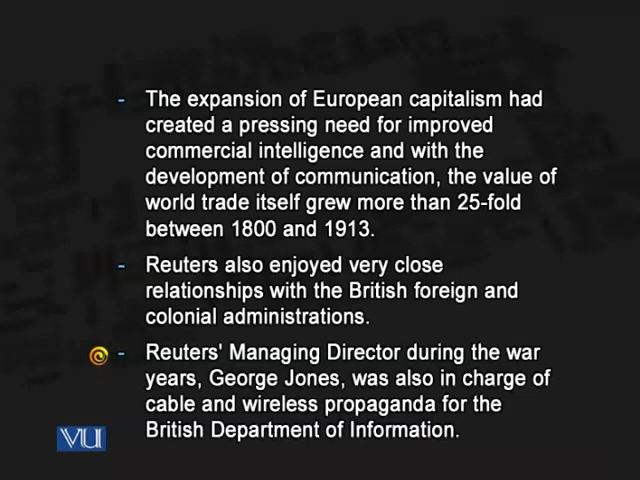 - The expansion of European capitalism had
created a pressing need for improved
commercial intelligence and with the
development of communication, the value of
world trade itself grew more than 25-fold
between 1800 and 1913.
- Reuters also enjoyed very close
relationships with the British foreign and
colonial administrations.
- Reuters' Managing Director during the war
years, George Jones, was also in charge of
cable and wireless propaganda for the
British Department of Information.
VU